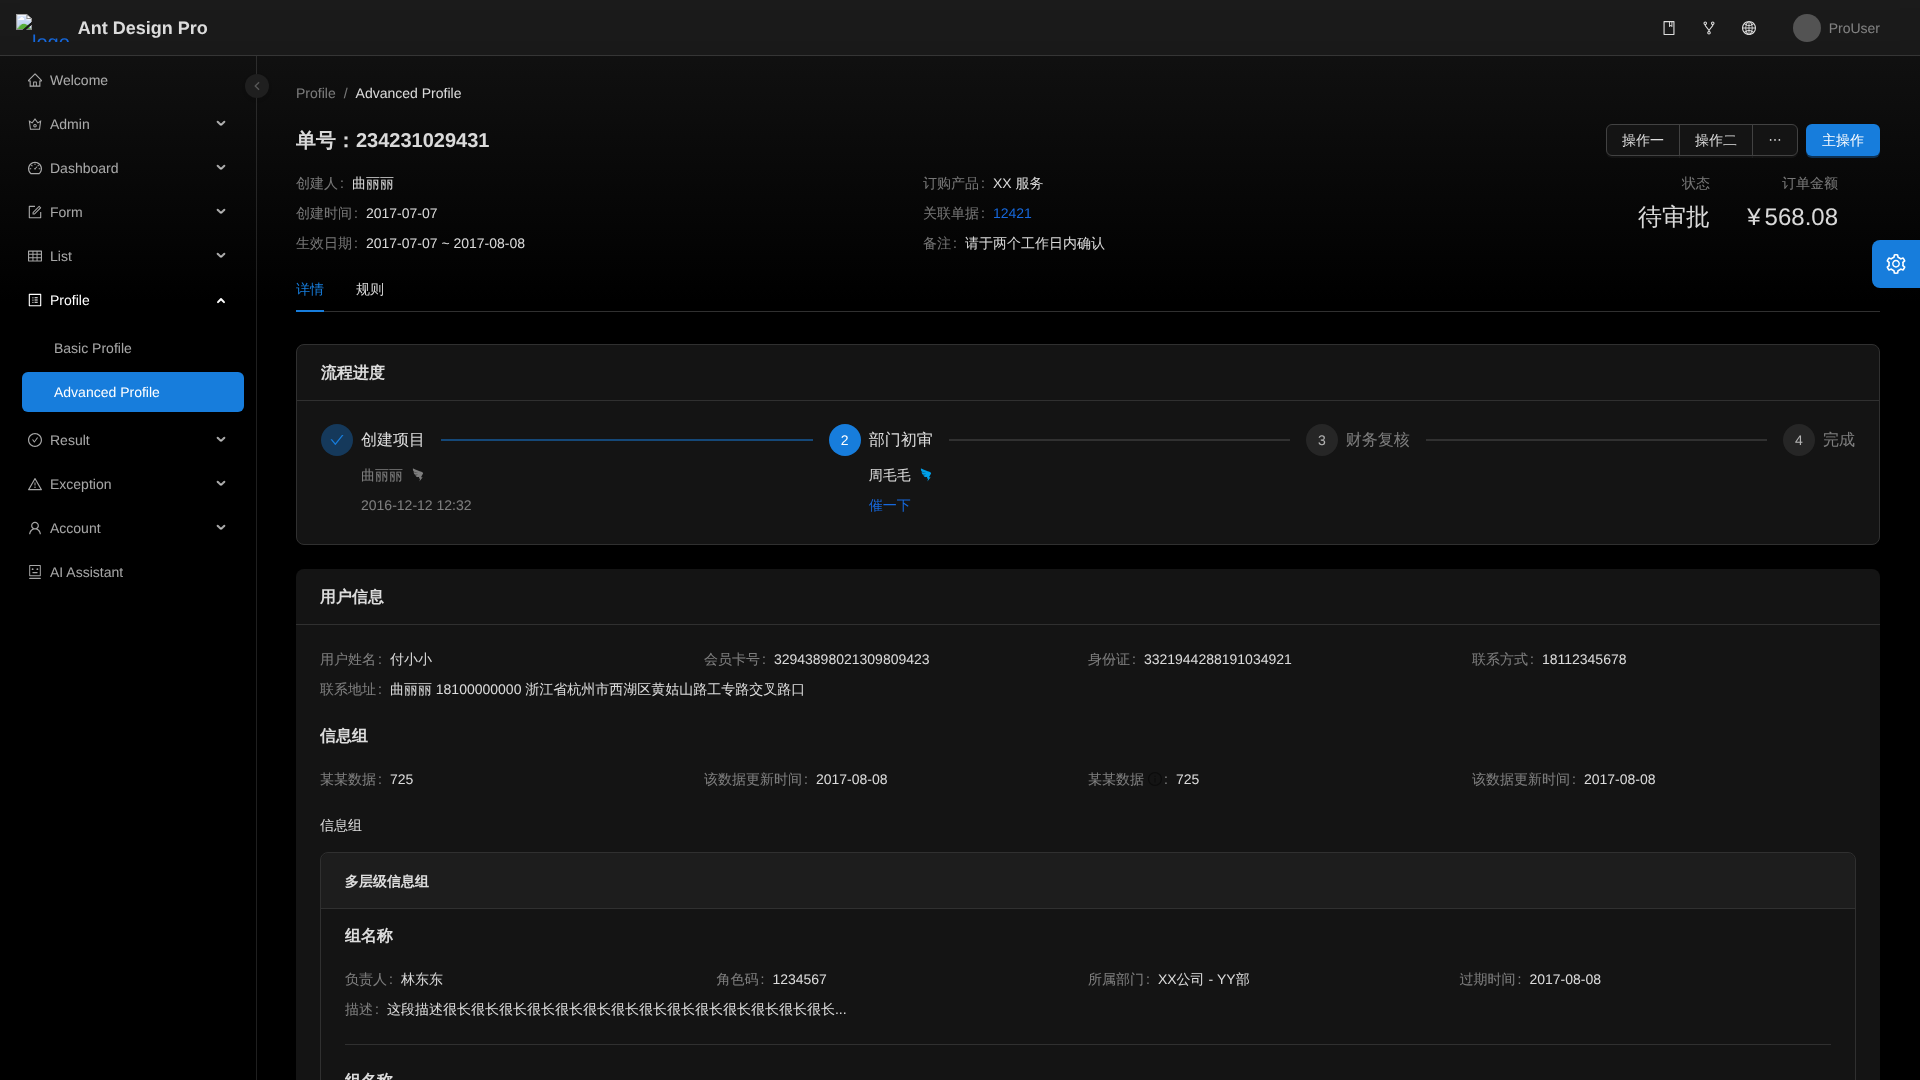 Ant Design Pro
ProUser
Welcome
Admin
Dashboard
Form
List
Profile
Basic Profile
Advanced Profile
Result
Exception
Account
AI Assistant
Profile / Advanced Profile
单号：234231029431
操作一 操作二 ··· 主操作
创建人: 曲丽丽
订购产品: XX 服务
创建时间: 2017-07-07
关联单据: 12421
生效日期: 2017-07-07 ~ 2017-08-08
备注: 请于两个工作日内确认
状态
待审批
订单金额
¥ 568.08
详情 规则
流程进度
创建项目
曲丽丽
2016-12-12 12:32
2 部门初审
周毛毛
催一下
3 财务复核
4 完成
用户信息
用户姓名: 付小小 会员卡号: 32943898021309809423 身份证: 3321944288191034921 联系方式: 18112345678
联系地址: 曲丽丽 18100000000 浙江省杭州市西湖区黄姑山路工专路交叉路口
信息组
某某数据: 725 该数据更新时间: 2017-08-08 某某数据 : 725 该数据更新时间: 2017-08-08
信息组
多层级信息组
组名称
负责人: 林东东 角色码: 1234567 所属部门: XX公司 - YY部 过期时间: 2017-08-08
描述: 这段描述很长很长很长很长很长很长很长很长很长很长很长很长很长很长...
组名称